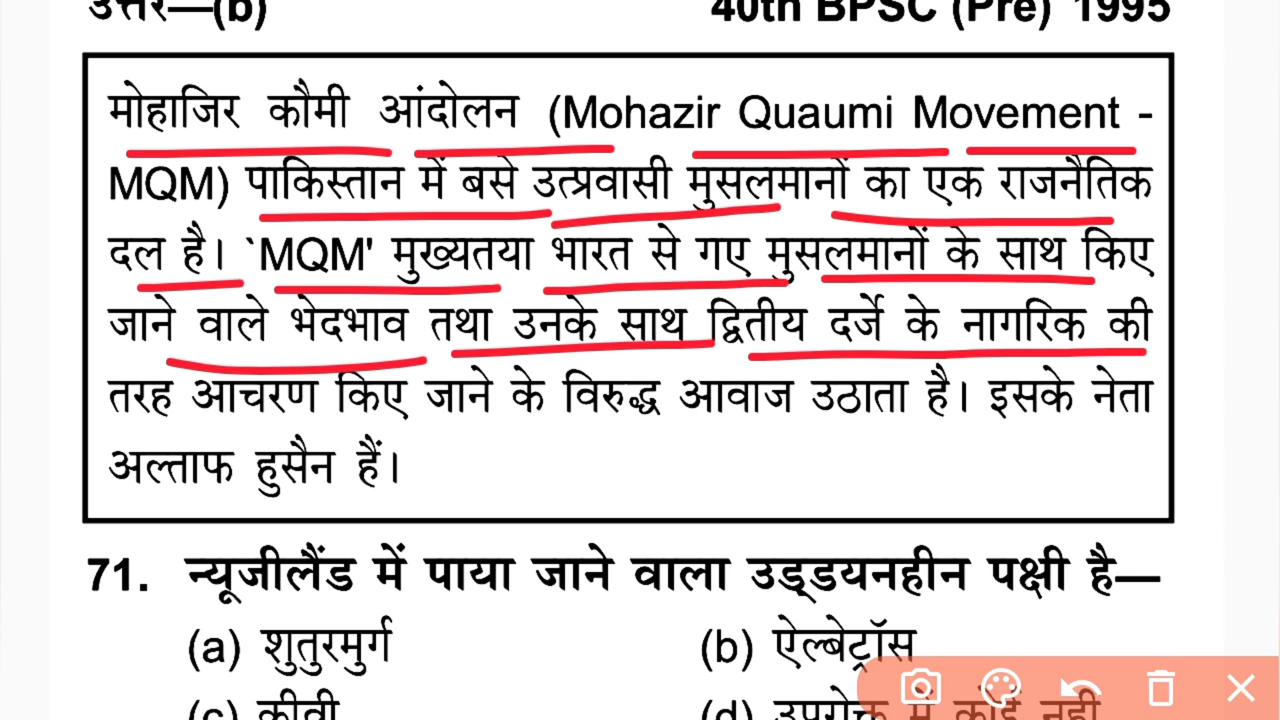 उत्तर—(b) 40th BPSC (Pre) 1995
मोहाजिर कौमी आंदोलन (Mohazir Quaumi Movement -
MQM) पाकिस्तान में बसे उत्प्रवासी मुसलमानों का एक राजनैतिक
दल है। `MQM' मुख्यतया भारत से गए मुसलमानों के साथ किए
जाने वाले भेदभाव तथा उनके साथ द्वितीय दर्जे के नागरिक की
तरह आचरण किए जाने के विरुद्ध आवाज उठाता है। इसके नेता
अल्ताफ हुसैन हैं।
71. न्यूजीलैंड में पाया जाने वाला उड्डयनहीन पक्षी है—
(a) शुतुरमुर्ग (b) ऐल्बेट्रॉस
(c) कीवी (d) उपरोक्त में कोई नहीं